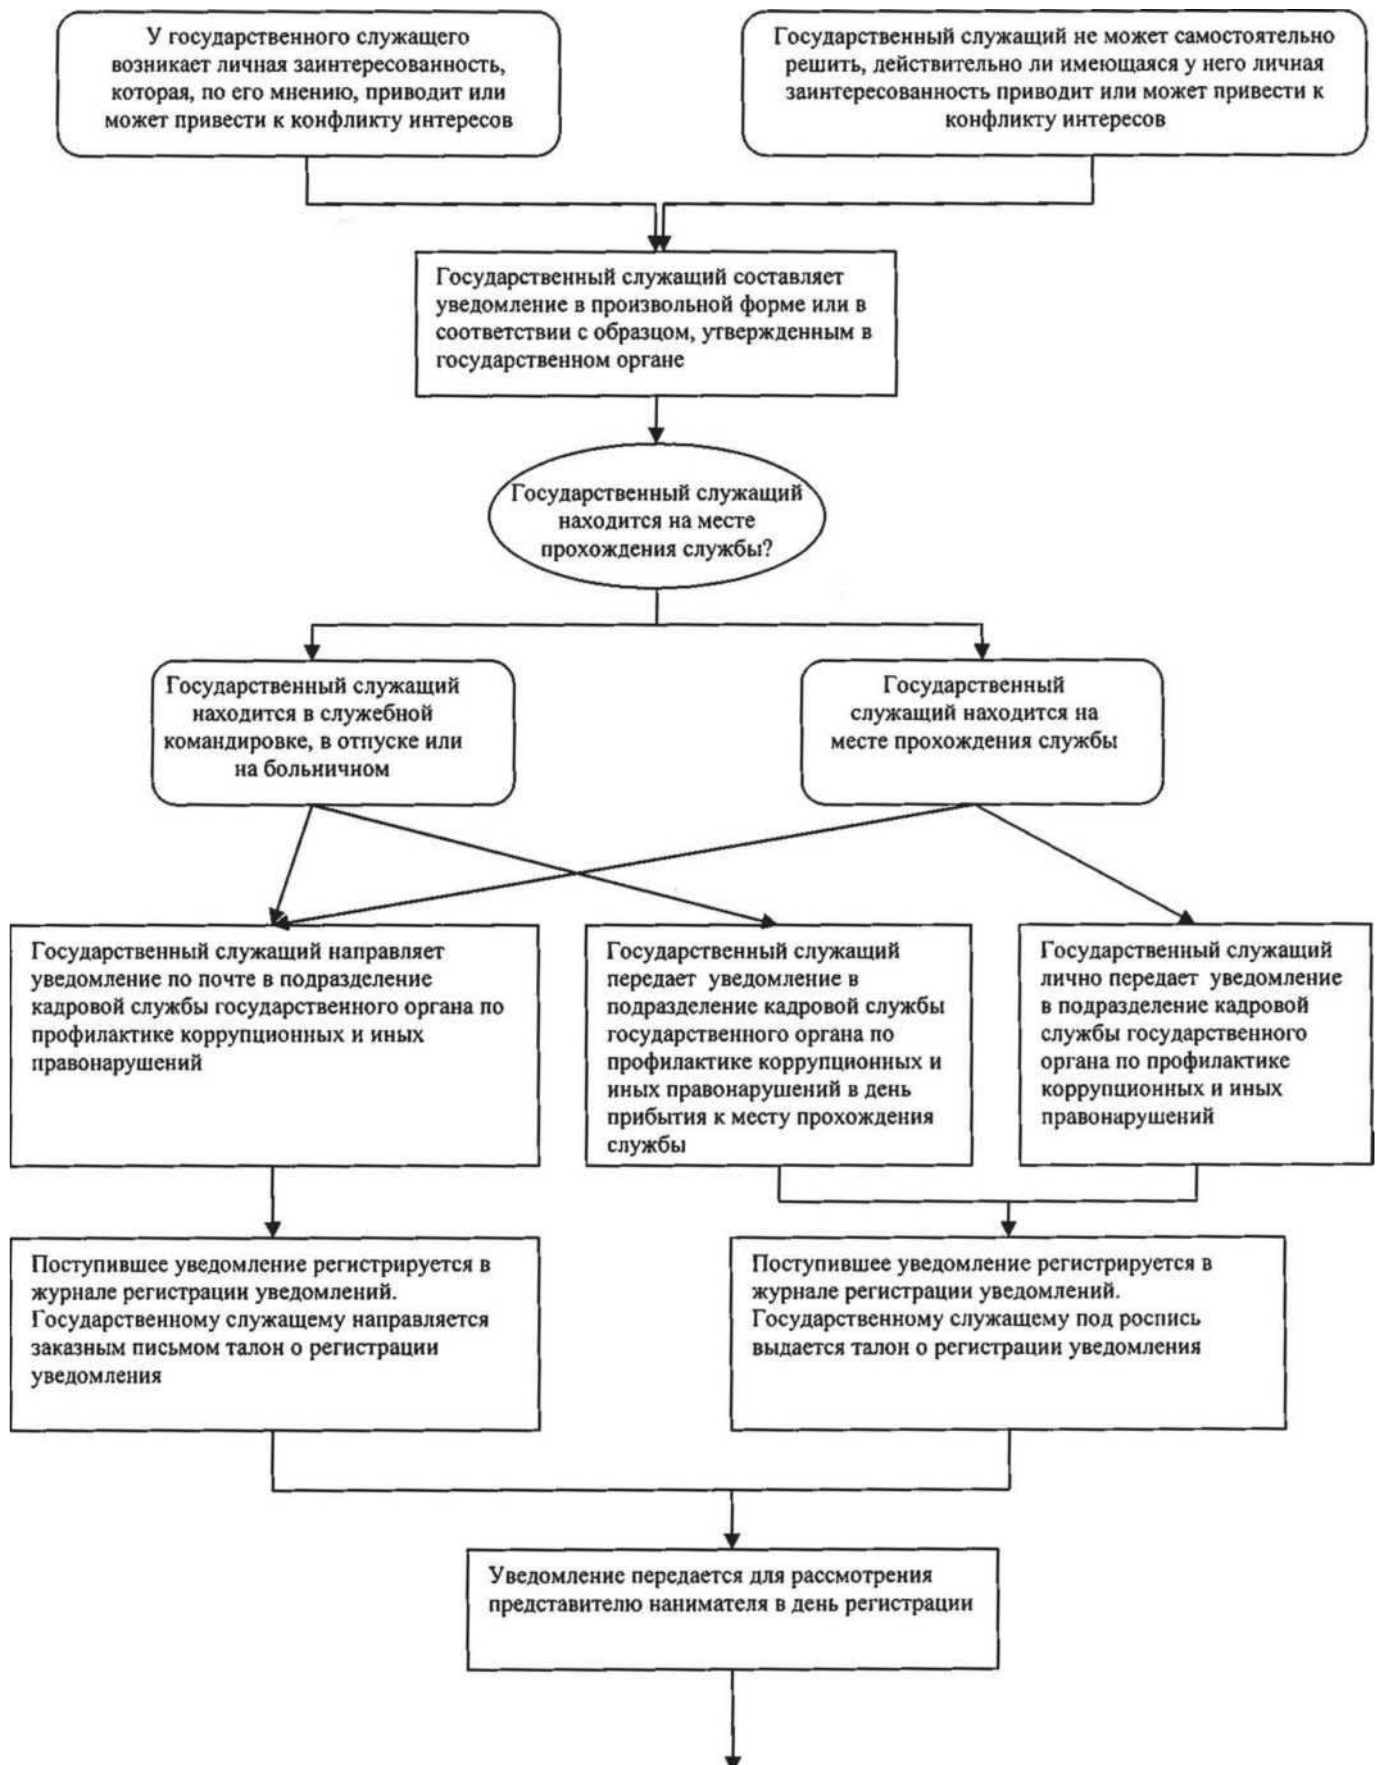 У государственного служащего
возникает личная заинтересованность,
которая, по его мнению, приводит или
может привести к конфликту интересов
Государственный служащий не может самостоятельно
решить, действительно ли имеющаяся у него личная
заинтересованность приводит или может привести к
конфликту интересов
Государственный служащий составляет
уведомление в произвольной форме или в
соответствии с образцом, утвержденным в
государственном органе
Государственный служащий
находится на месте
прохождения службы?
Государственный служащий
находится в служебной
командировке, в отпуске или
на больничном
Государственный
служащий находится на
месте прохождения службы
Государственный служащий направляет
уведомление по почте в подразделение
кадровой службы государственного органа по
профилактике коррупционных и иных
правонарушений
Государственный служащий
передает уведомление в
подразделение кадровой службы
государственного органа по
профилактике коррупционных и
иных правонарушений в день
прибытия к месту прохождения
службы
Государственный служащий
лично передает уведомление
в подразделение кадровой
службы государственного
органа по профилактике
коррупционных и иных
правонарушений
Поступившее уведомление регистрируется в
журнале регистрации уведомлений.
Государственному служащему направляется
заказным письмом талон о регистрации
уведомления
Поступившее уведомление регистрируется в
журнале регистрации уведомлений.
Государственному служащему под роспись
выдается талон о регистрации уведомления
Уведомление передается для рассмотрения
представителю нанимателя в день регистрации